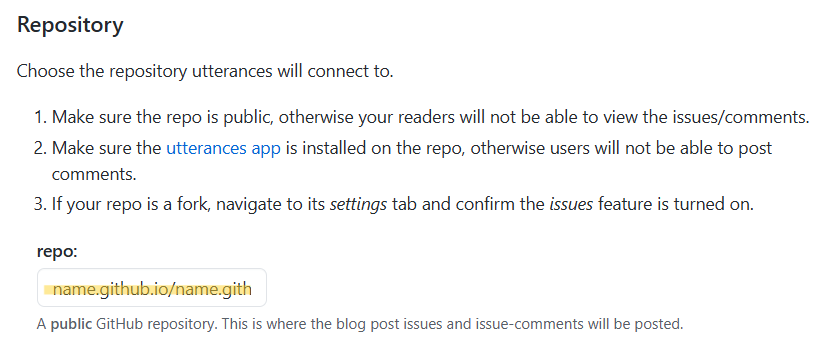 Repository
Choose the repository utterances will connect to.
1. Make sure the repo is public, otherwise your readers will not be able to view the issues/comments.
2. Make sure the utterances app is installed on the repo, otherwise users will not be able to post
comments.
3. If your repo is a fork, navigate to its settings tab and confirm the issues feature is turned on.
repo:
name.github.io/name.gith
A public GitHub repository. This is where the blog post issues and issue-comments will be posted.